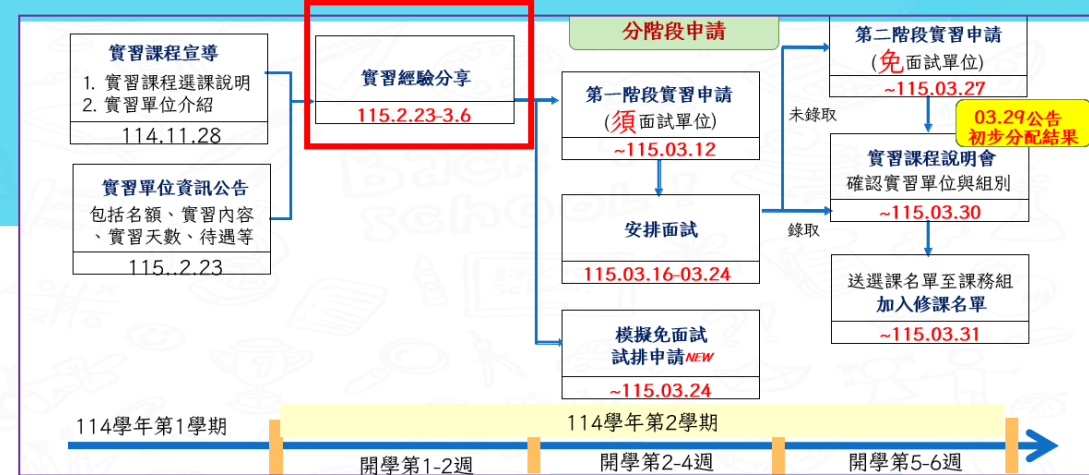 實習課程宣導
1. 實習課程選課說明
2. 實習單位介紹
114.11.28
實習單位資訊公告
包括名額、實習內容
、實習天數、待遇等
115..2.23
實習經驗分享
115.2.23-3.6
分階段申請
第一階段實習申請
(須面試單位)
~115.03.12
安排面試
115.03.16-03.24
模擬免面試
試排申請NEW
~115.03.24
未錄取
錄取
第二階段實習申請
(免面試單位)
~115.03.27
03.29公告
初步分配結果
實習課程說明會
確認實習單位與組別
~115.03.30
送選課名單至課務組
加入修課名單
~115.03.31
114學年第1學期
114學年第2學期
開學第1-2週
開學第2-4週
開學第5-6週